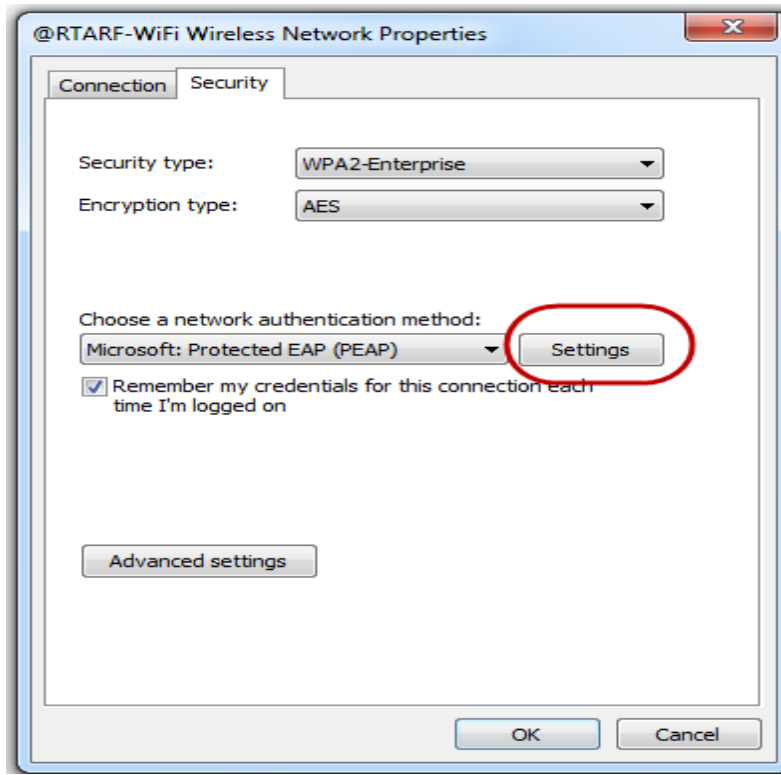 @RTARF-WiFi Wireless Network Properties
Connection Security
Security type: WPA2-Enterprise
Encryption type: AES
Choose a network authentication method:
Microsoft: Protected EAP (PEAP) Settings
Remember my credentials for this connection each
time I'm logged on
Advanced settings
OK Cancel